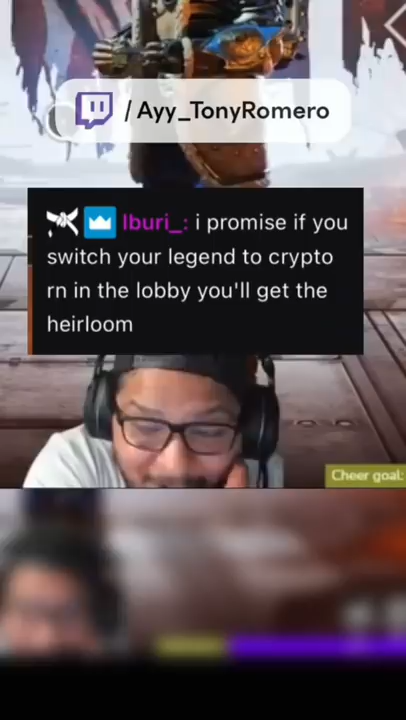 / Ayy_TonyRomero
Iburi_: i promise if you
switch your legend to crypto
rn in the lobby you'll get the
heirloom
Cheer goal: